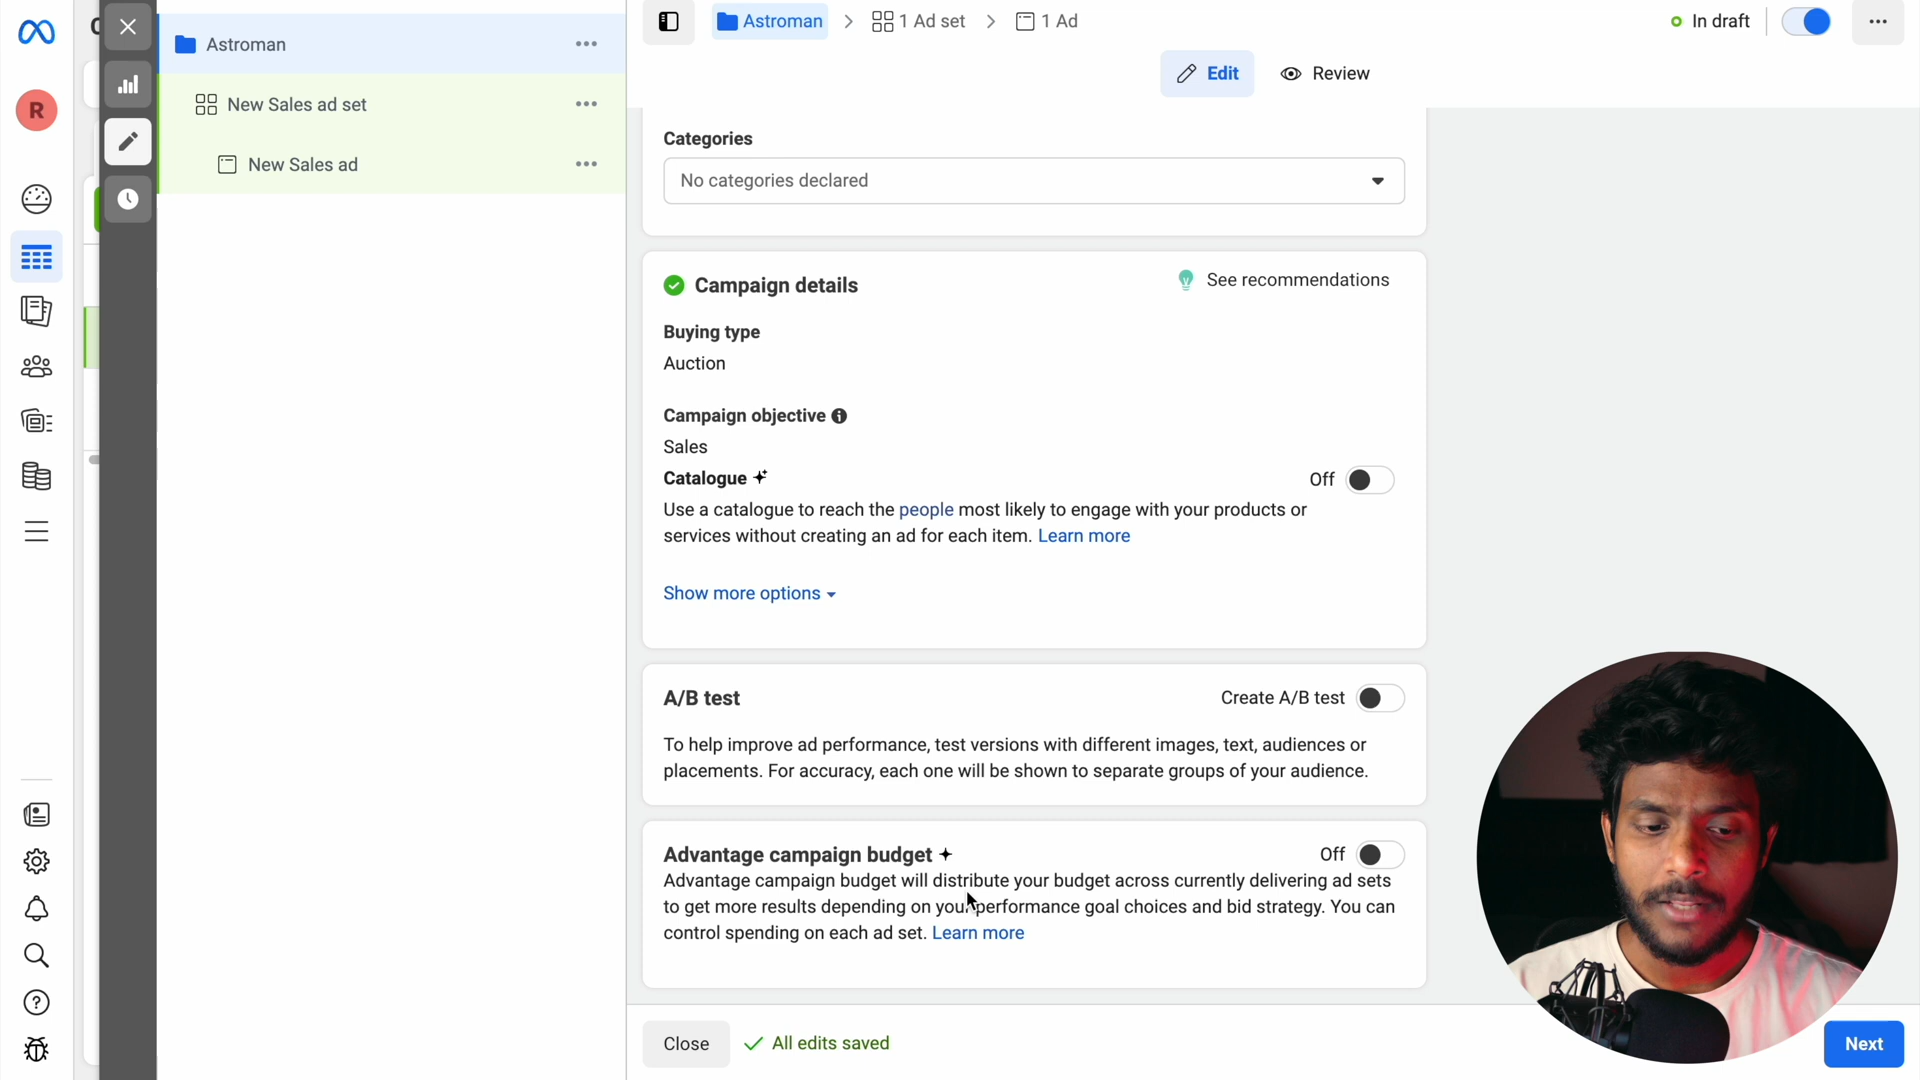 Astroman
1 Ad set
1 Ad
In draft
Astroman
Edit
Review
R
New Sales ad set
New Sales ad
Categories
No categories declared
Campaign details
See recommendations
Buying type
Auction
Campaign objective
Sales
Catalogue
Off
Use a catalogue to reach the people most likely to engage with your products or
services without creating an ad for each item. Learn more
Show more options
A/B test
Create A/B test
To help improve ad performance, test versions with different images, text, audiences or
placements. For accuracy, each one will be shown to separate groups of your audience.
Advantage campaign budget
Off
Advantage campaign budget will distribute your budget across currently delivering ad sets
to get more results depending on your performance goal choices and bid strategy. You can
control spending on each ad set. Learn more
Close
All edits saved
Next